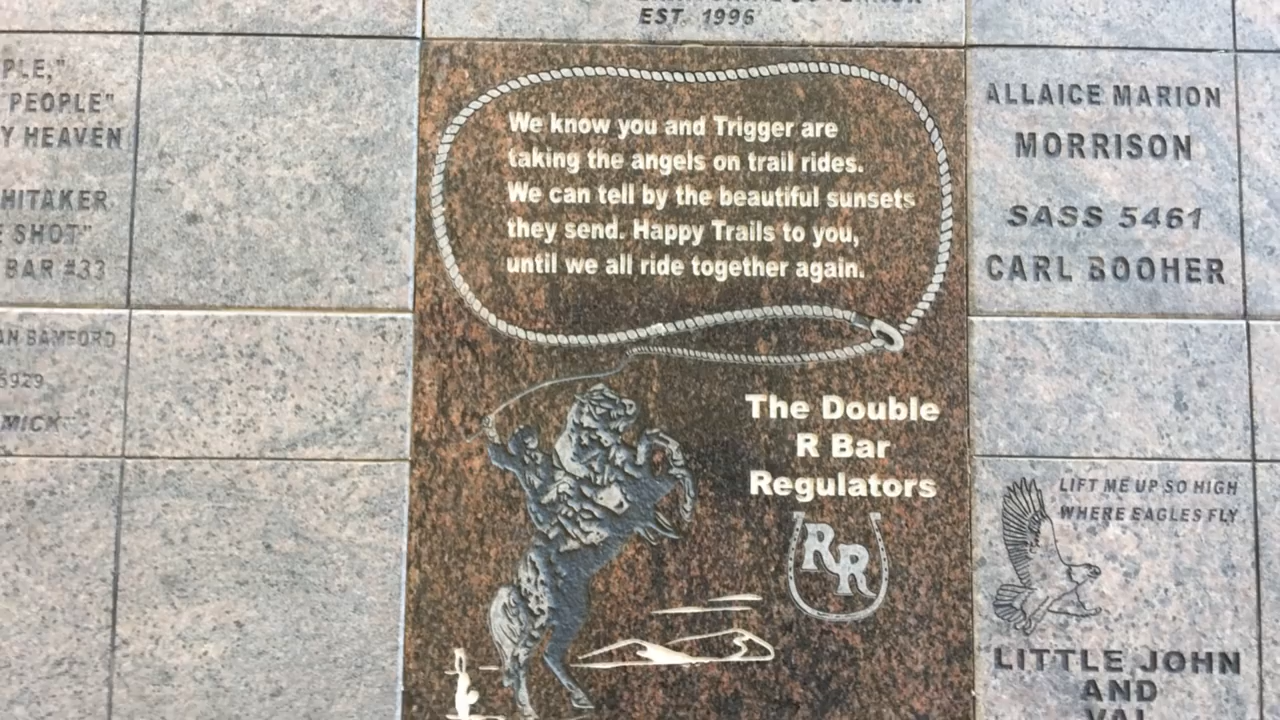 EST. 1996
PLE,"
PEOPLE"
Y HEAVEN
HITAKER
SHOT"
BAR #33
AN BAMFORD
5929
MICK
We know you and Trigger are
taking the angels on trail rides.
We can tell by the beautiful sunsets
they send. Happy Trails to you,
until we all ride together again.
The Double
R Bar
Regulators
RR
ALLAICE MARION
MORRISON
SASS 5461
CARL BOOHER
LIFT ME UP SO HIGH
WHERE EAGLES FLY
LITTLE JOHN
AND
VAL